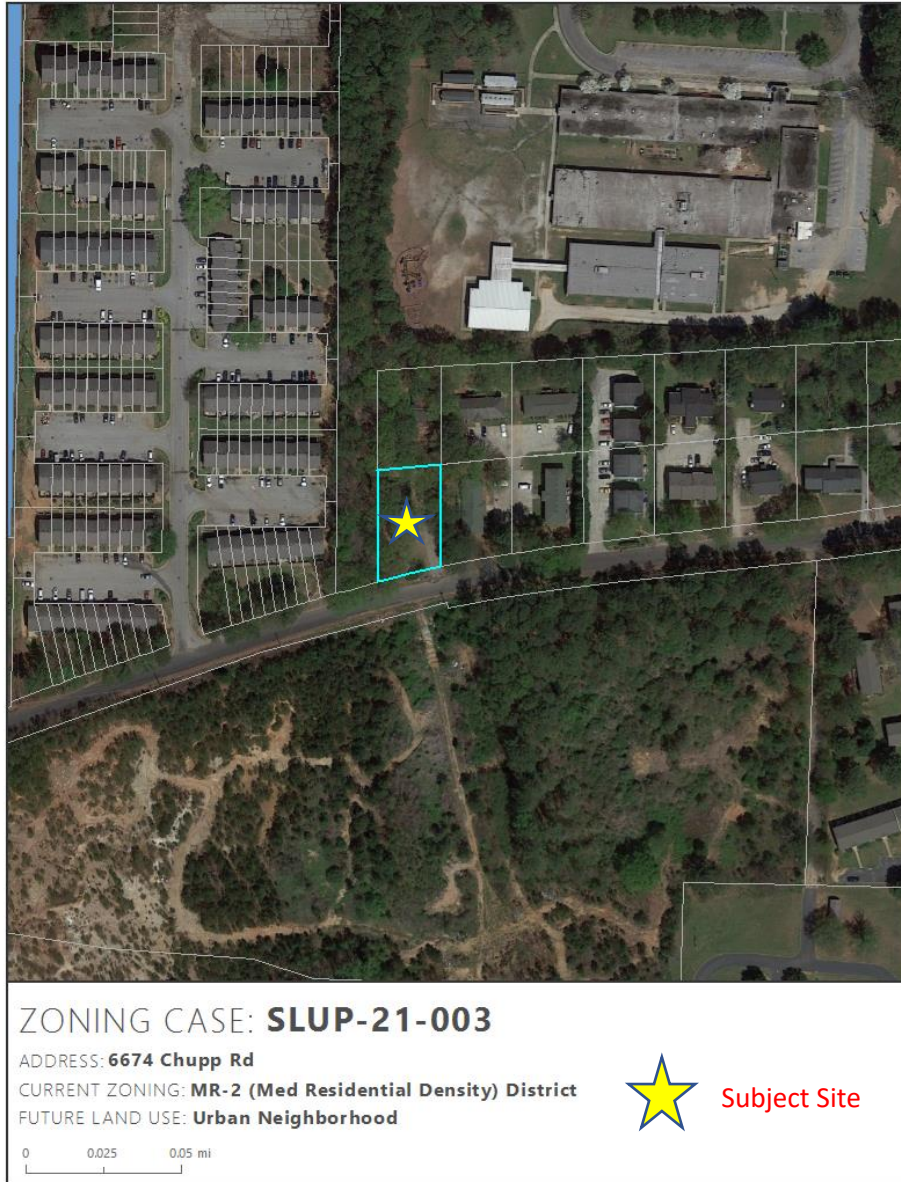 ZONING CASE: SLUP-21-003
ADDRESS: 6674 Chupp Rd
CURRENT ZONING: MR-2 (Med Residential Density) District
FUTURE LAND USE: Urban Neighborhood
Subject Site
0 0.025 0.05 mi